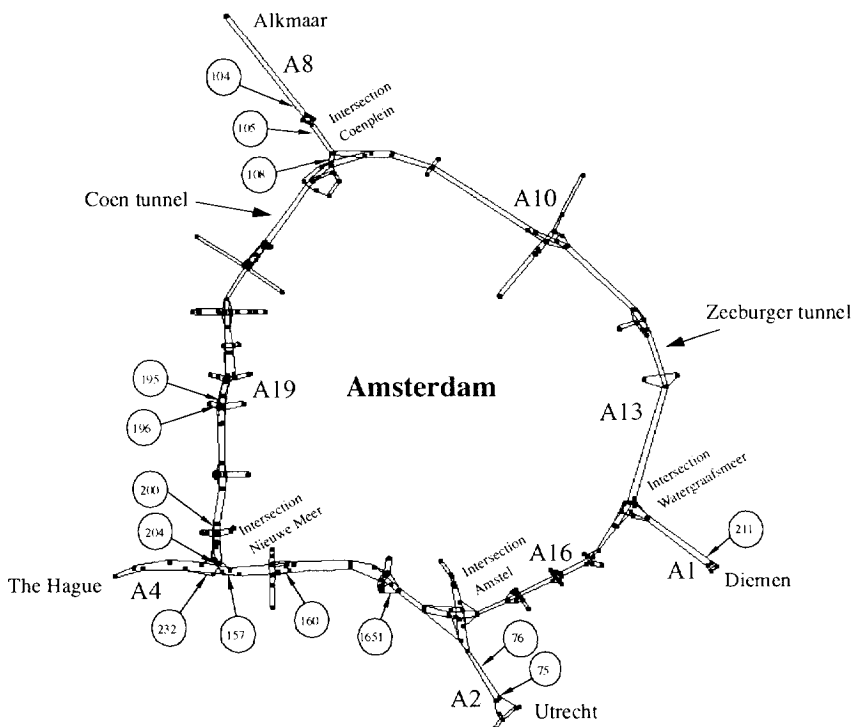 Alkmaar
A8
104
Intersection
Coenplein
105
108
Coen tunnel
A10
Zeeburger tunnel
195
A19
Amsterdam
A13
196
Intersection
Watergraafsmeer
200
Intersection
Nieuwe Meer
211
204
Intersection
Amstel
A16
A1
Diemen
The Hague
A4
232
157
160
1651
76
75
A2
Utrecht